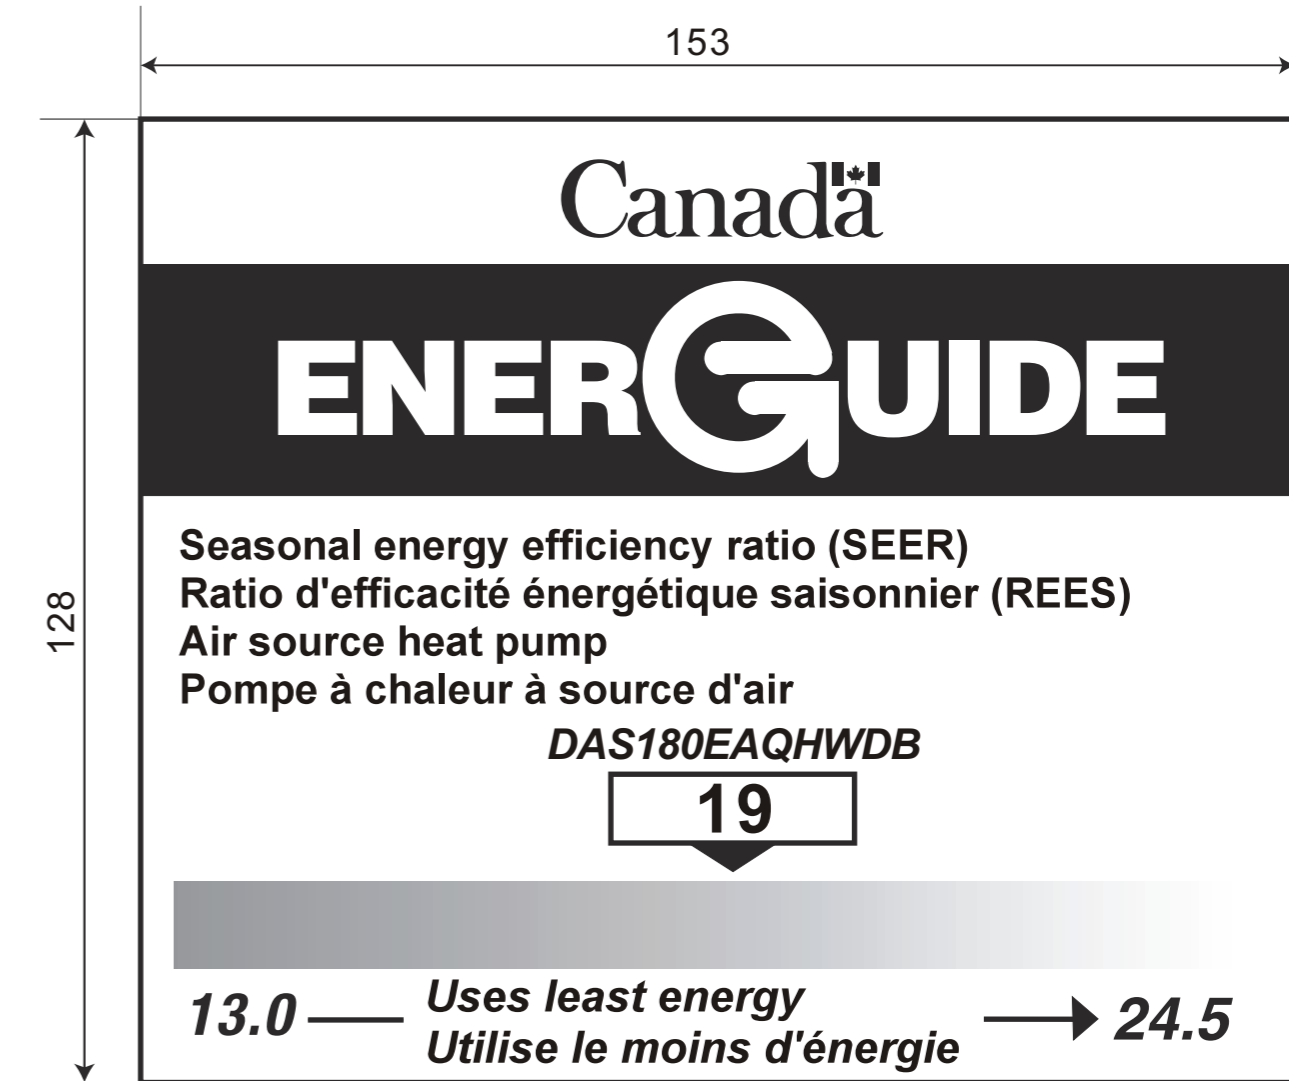 153
Canada
ENERGUIDE
128
Seasonal energy efficiency ratio (SEER)
Ratio d'efficacité énergétique saisonnier (REES)
Air source heat pump
Pompe à chaleur à source d'air
DAS180EAQHWDB
19
13.0
Uses least energy
Utilise le moins d'énergie
24.5